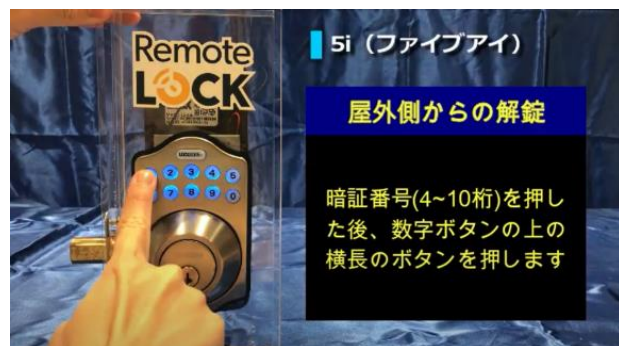 Remote
LOCK
5i（ファイブアイ）
屋外側からの解錠
暗証番号(4~10桁)を押し
た後、数字ボタンの上の
横長のボタンを押します
2 3 4 5
7 8 9 0